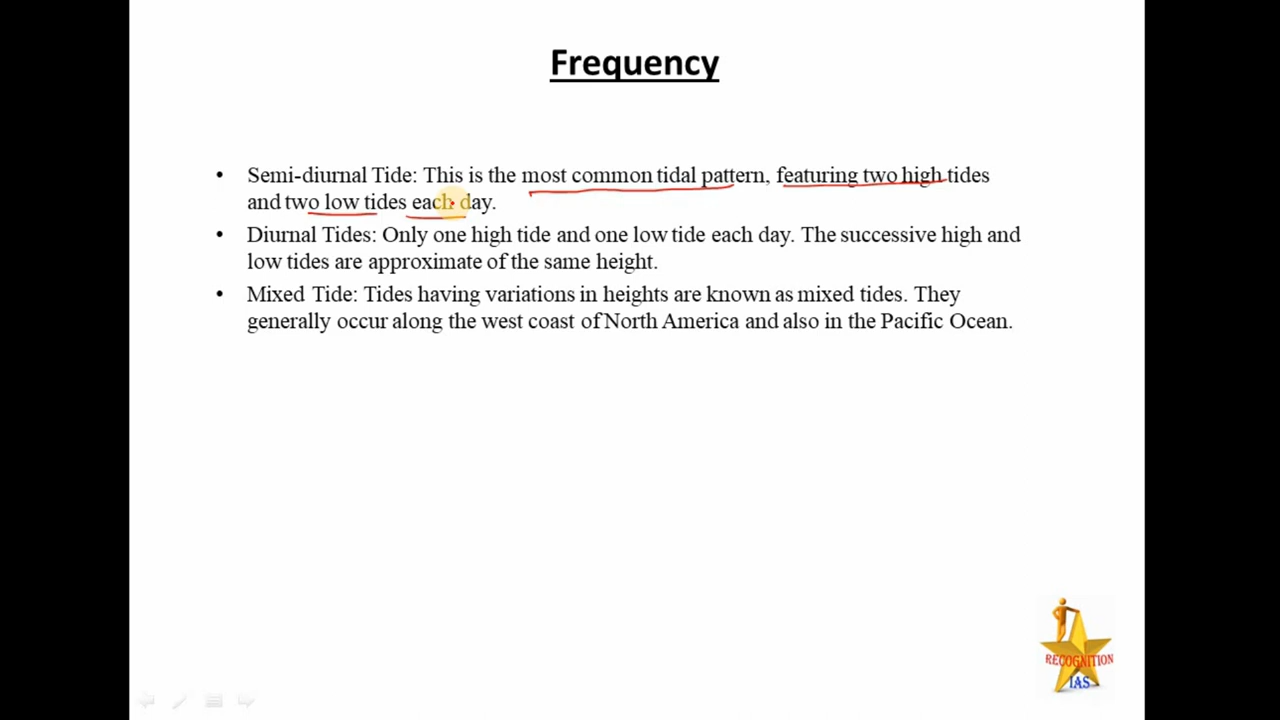 Frequency
• Semi-diurnal Tide: This is the most common tidal pattern, featuring two high tides
and two low tides each day.
• Diurnal Tides: Only one high tide and one low tide each day. The successive high and
low tides are approximate of the same height.
• Mixed Tide: Tides having variations in heights are known as mixed tides. They
generally occur along the west coast of North America and also in the Pacific Ocean.
RECOGNITION
IAS